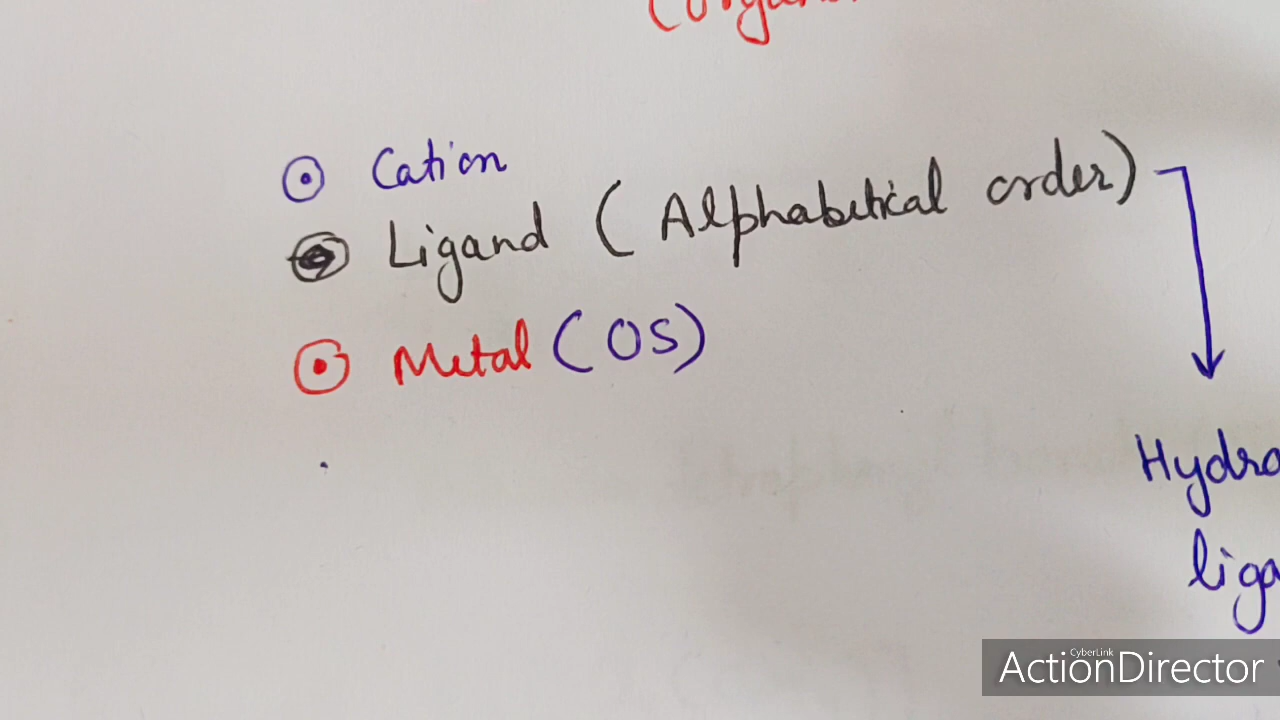 Cation
Ligand (Alphabetical order)
Metal (OS)
Hydro
liga
CyberLink
ActionDirector